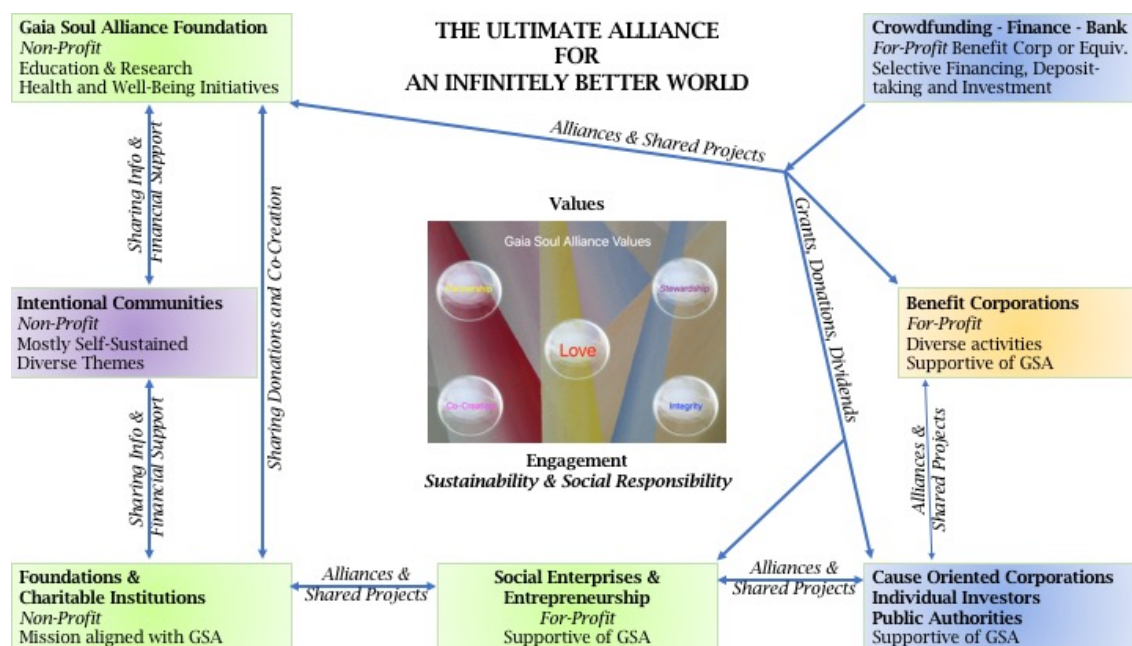 Gaia Soul Alliance Foundation
Non-Profit
Education & Research
Health and Well-Being Initiatives
THE ULTIMATE ALLIANCE
FOR
AN INFINITELY BETTER WORLD
Crowdfunding - Finance - Bank
For-Profit Benefit Corp or Equiv.
Selective Financing, Deposit-
taking and Investment
Alliances & Shared Projects
Sharing Info &
Financial Support
Sharing Donations and Co-Creation
Grants, Donations, Dividends
Values
Gaia Soul Alliance Values
Partnership
Stewardship
Love
Co-Creation
Integrity
Engagement
Sustainability & Social Responsibility
Intentional Communities
Non-Profit
Mostly Self-Sustained
Diverse Themes
Benefit Corporations
For-Profit
Diverse activities
Supportive of GSA
Sharing Info &
Financial Support
Alliances &
Shared Projects
Foundations &
Charitable Institutions
Non-Profit
Mission aligned with GSA
Alliances &
Shared Projects
Social Enterprises &
Entrepreneurship
For-Profit
Supportive of GSA
Alliances &
Shared Projects
Cause Oriented Corporations
Individual Investors
Public Authorities
Supportive of GSA